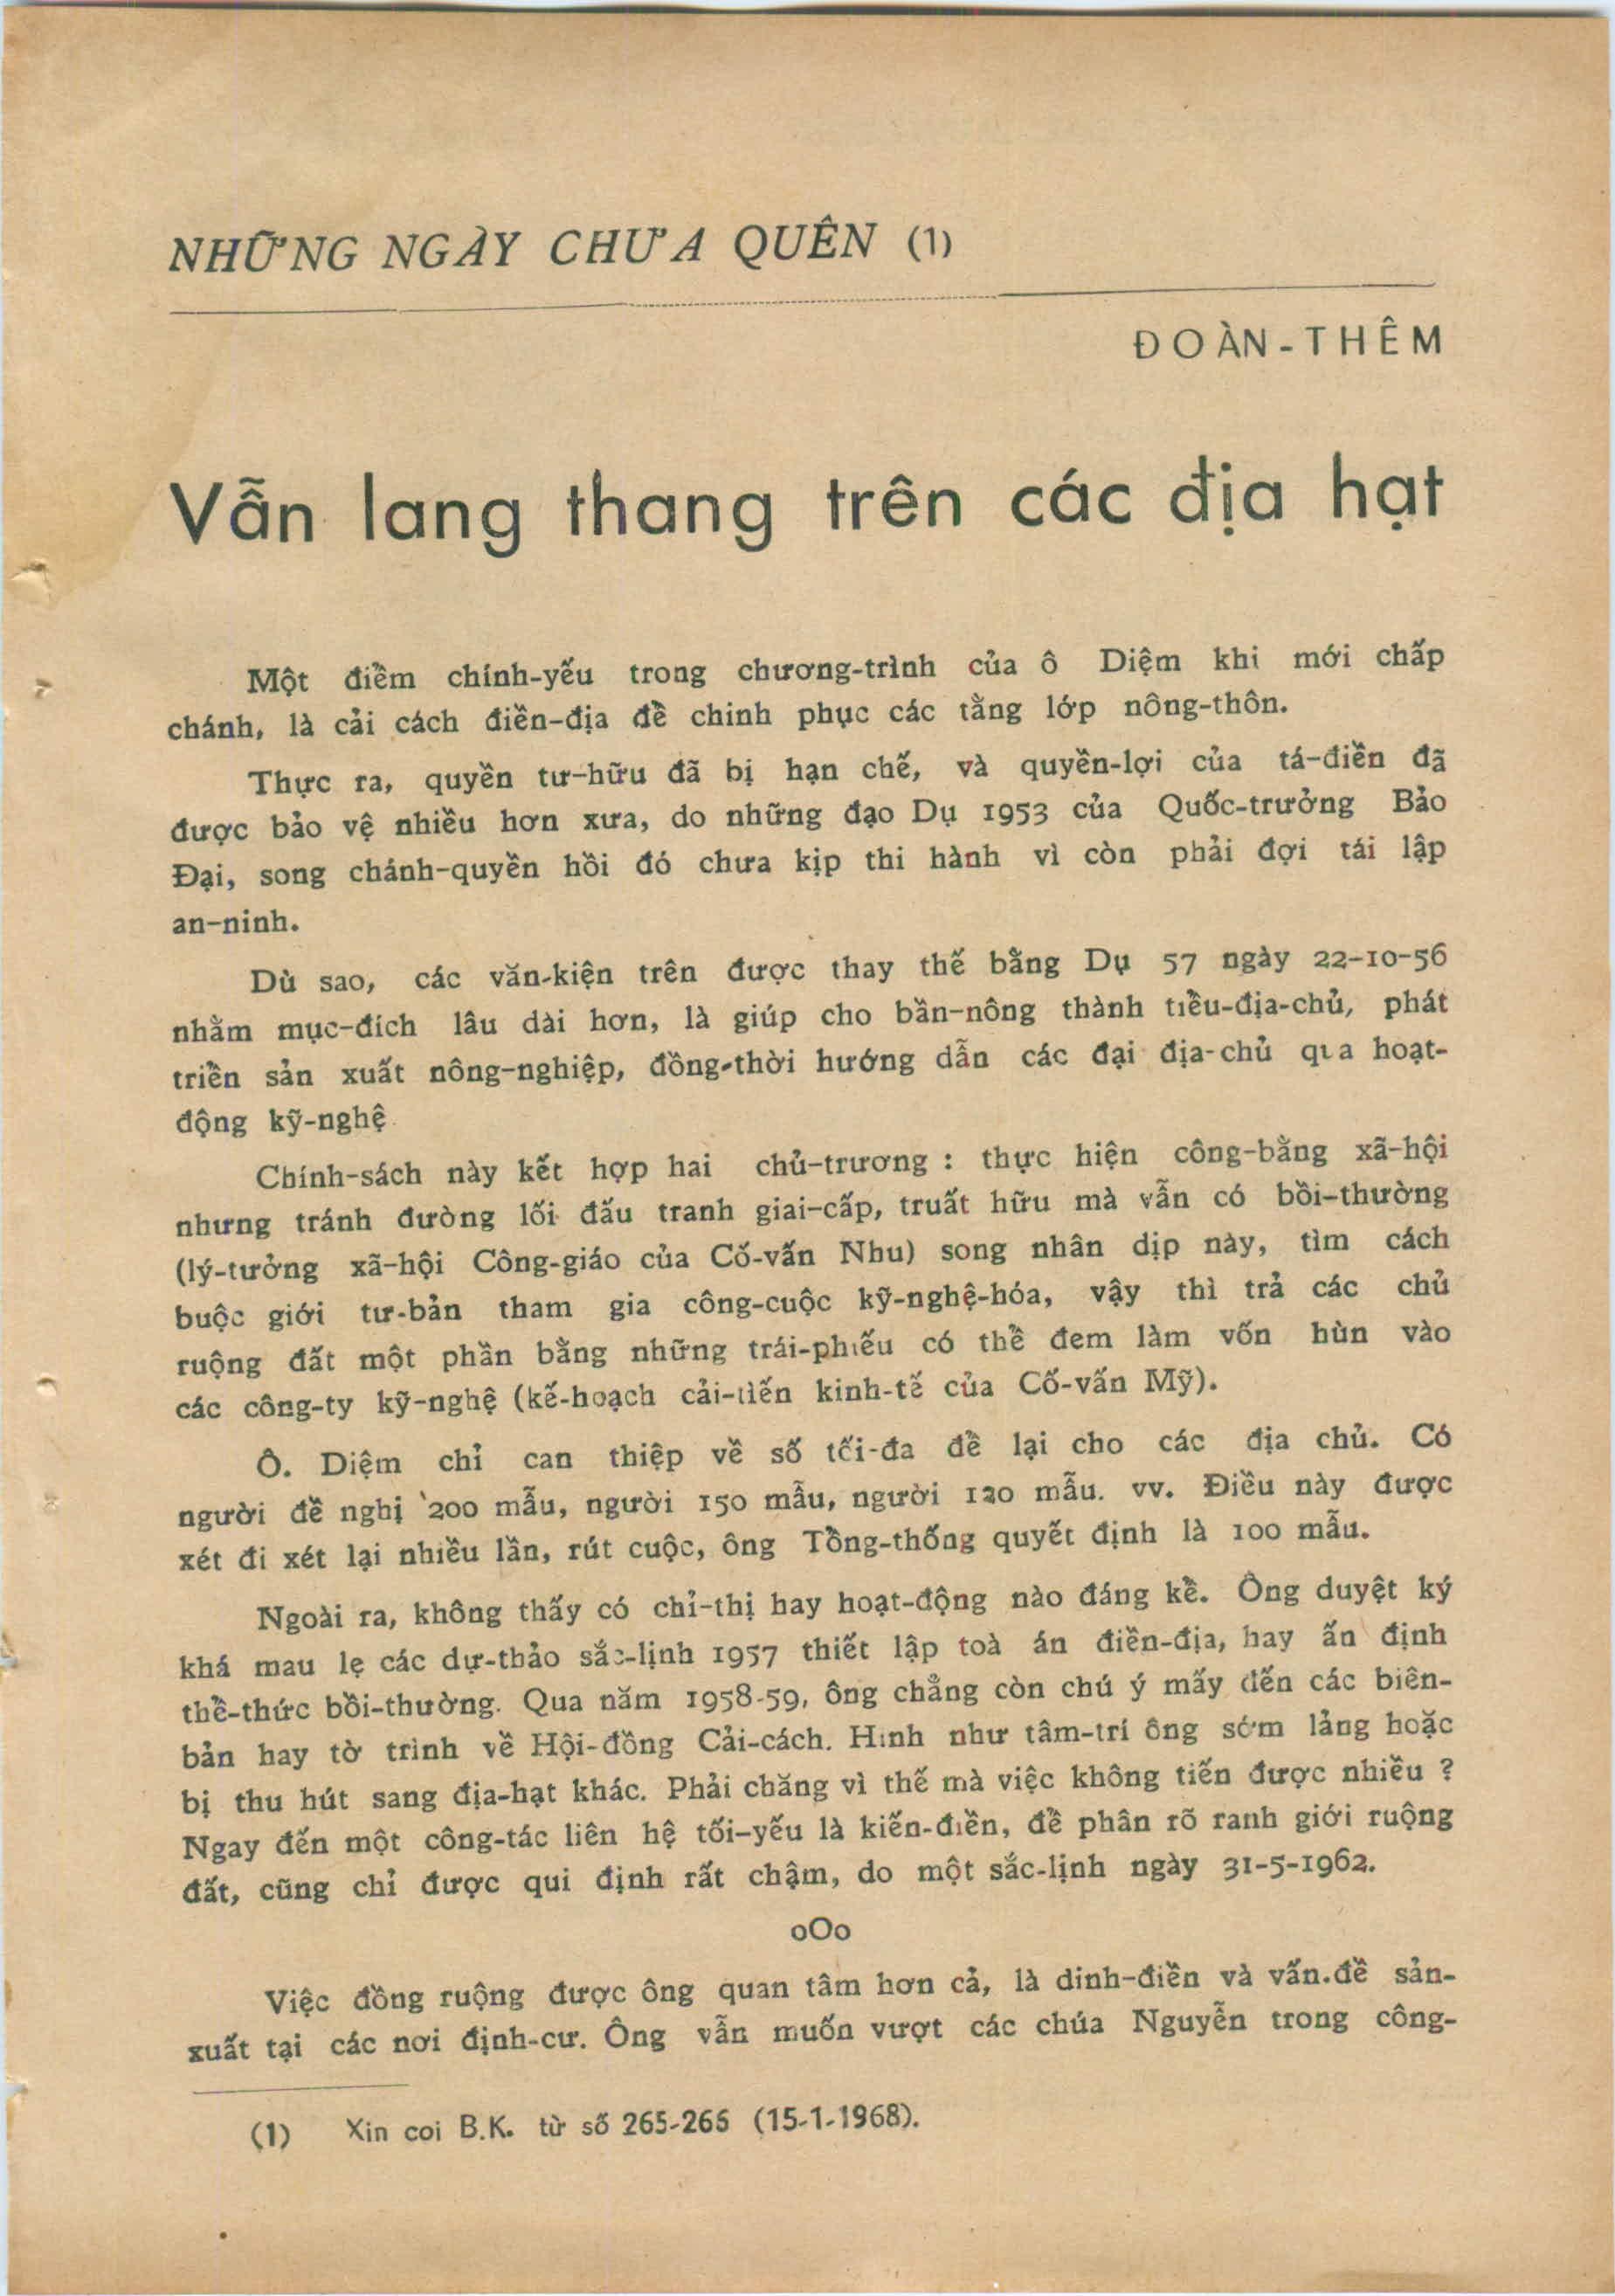 NHỮNG NGÀY CHƯA QUÊN (1)
ĐOÀN-THÊM
Vẫn lang thang trên các địa hạt
Một điểm chính-yếu trong chương-trình của ô Diệm khi mới chấp
chánh, là cải cách điền-địa để chinh phục các tầng lớp nông-thôn.
Thực ra, quyền tư-hữu đã bị hạn chế, và quyền-lợi của tá-điền đã
được bảo vệ nhiều hơn xưa, do những đạo Dụ 1953 của Quốc-trưởng Bảo
Đại, song chánh-quyền hồi đó chưa kịp thi hành vì còn phải đợi tái lập
an-ninh.
Dù sao, các văn-kiện trên được thay thế bằng Dụ 57 ngày 22-10-56
nhằm mục-đích lâu dài hơn, là giúp cho bần-nông thành tiểu-địa-chủ, phát
triển sản xuất nông-nghiệp, đồng-thời hướng dẫn các đại địa-chủ qua hoạt-
động kỹ-nghệ
Chính-sách này kết hợp hai chủ-trương : thực hiện công-bằng xã-hội
nhưng tránh đường lối đấu tranh giai-cấp, truất hữu mà vẫn có bồi-thường
(lý-tưởng xã-hội Công-giáo của Cố-vấn Nhu) song nhân dịp này, tìm cách
buộc giới tư-bản tham gia công-cuộc kỹ-nghệ-hóa, vậy thì trả các chủ
ruộng đất một phần bằng những trái-phiếu có thể đem làm vốn hùn vào
các công-ty kỹ-nghệ (kế-hoạch cải-tiến kinh-tế của Cố-vấn Mỹ).
Ô. Diệm chỉ can thiệp về số tối-đa để lại cho các địa chủ. Có
người đề nghị 200 mẫu, người 150 mẫu, người 120 mẫu. vv. Điều này được
xét đi xét lại nhiều lần, rút cuộc, ông Tổng-thống quyết định là 100 mẫu.
Ngoài ra, không thấy có chỉ-thị hay hoạt-động nào đáng kể. Ông duyệt ký
khá mau lẹ các dự-thảo sắc-lịnh 1957 thiết lập toà án điền-địa, hay ấn định
thể-thức bồi-thường. Qua năm 1958-59, ông chẳng còn chú ý mấy đến các biên-
bản hay tờ trình về Hội-đồng Cải-cách. Hình như tâm-trí ông sớm lảng hoặc
bị thu hút sang địa-hạt khác. Phải chăng vì thế mà việc không tiến được nhiều ?
Ngay đến một công-tác liên hệ tối-yếu là kiến-điền, để phân rõ ranh giới ruộng
đất, cũng chỉ được qui định rất chậm, do một sắc-lịnh ngày 31-5-1962.
oOo
Việc đồng ruộng được ông quan tâm hơn cả, là dinh-điền và vấn.đề sản-
xuất tại các nơi định-cư. Ông vẫn muốn vượt các chúa Nguyễn trong công-
(1) Xin coi B.K. từ số 265-266 (15-1-1968).